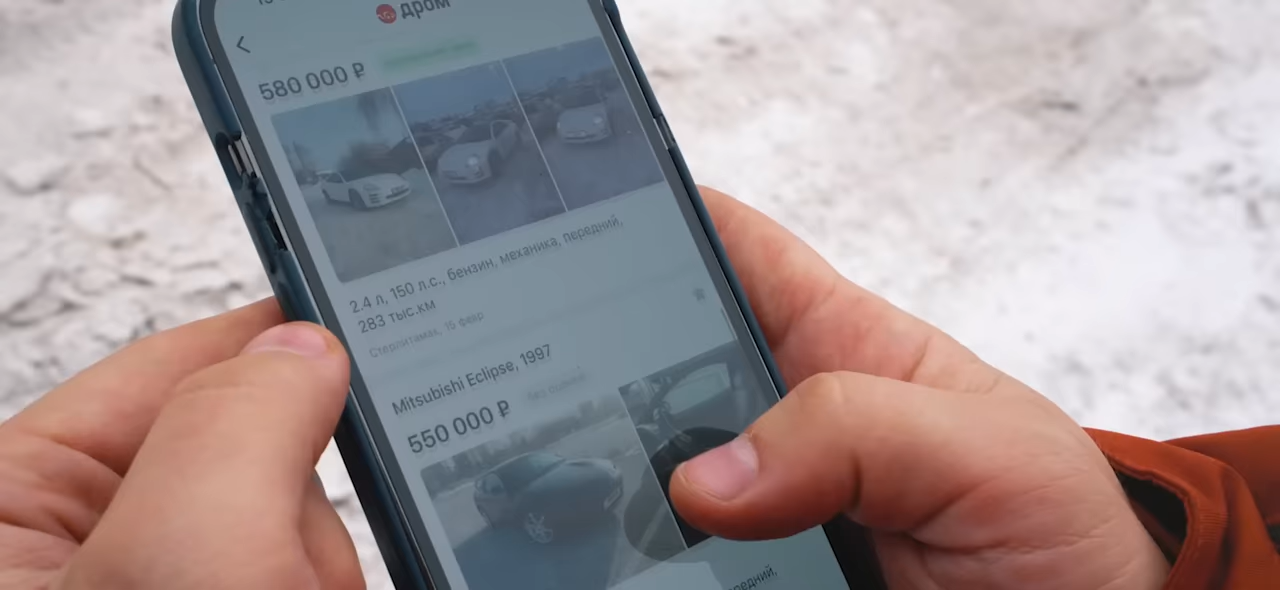 дром
580 000 ₽
2.4 л, 150 л.с., бензин, механика, передний,
283 тыс.км
Стерлитамак, 15 февр
Mitsubishi Eclipse, 1997
550 000 ₽